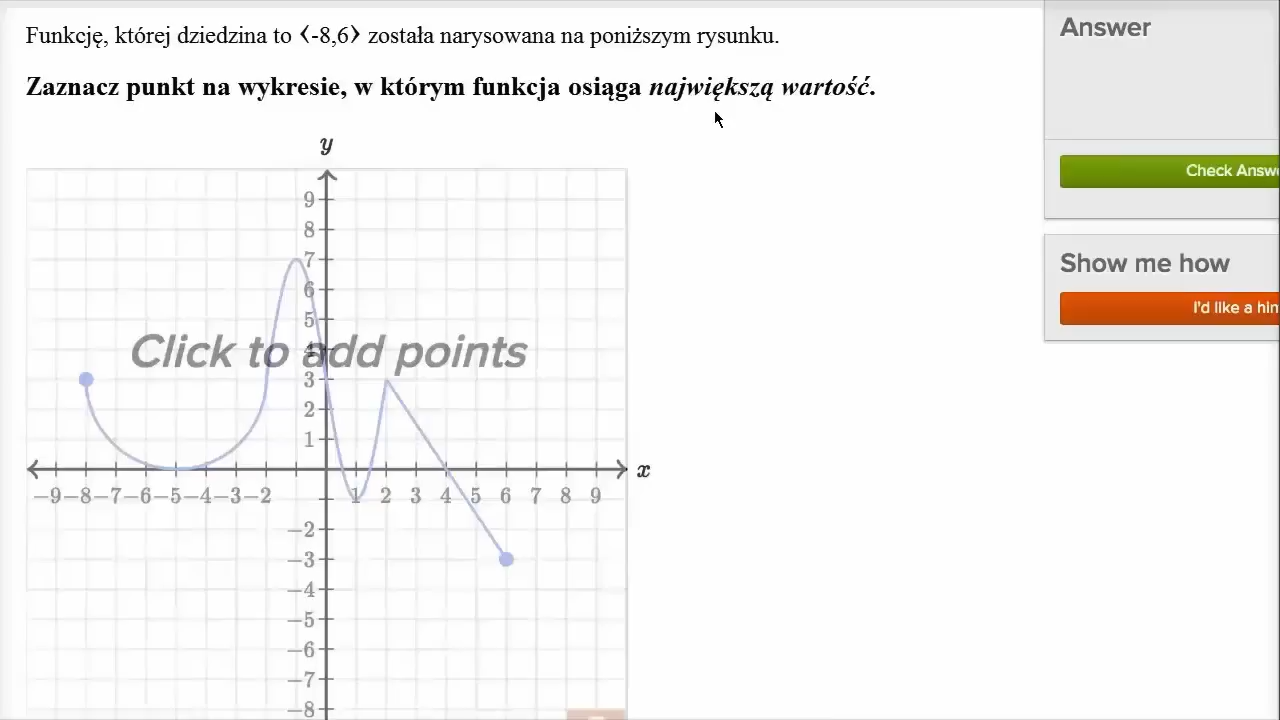 Funkcję, której dziedzina to ⟨-8,6⟩ została narysowana na poniższym rysunku.
Zaznacz punkt na wykresie, w którym funkcja osiąga największą wartość.
Answer
Check Answ
Show me how
I'd like a hin
y
9
8
7
6
5
4
3
2
1
Click to add points
x
−9 −8 −7 −6 −5 −4 −3 −2 1 2 3 4 5 6 7 8 9
−2
−3
−4
−5
−6
−7
−8